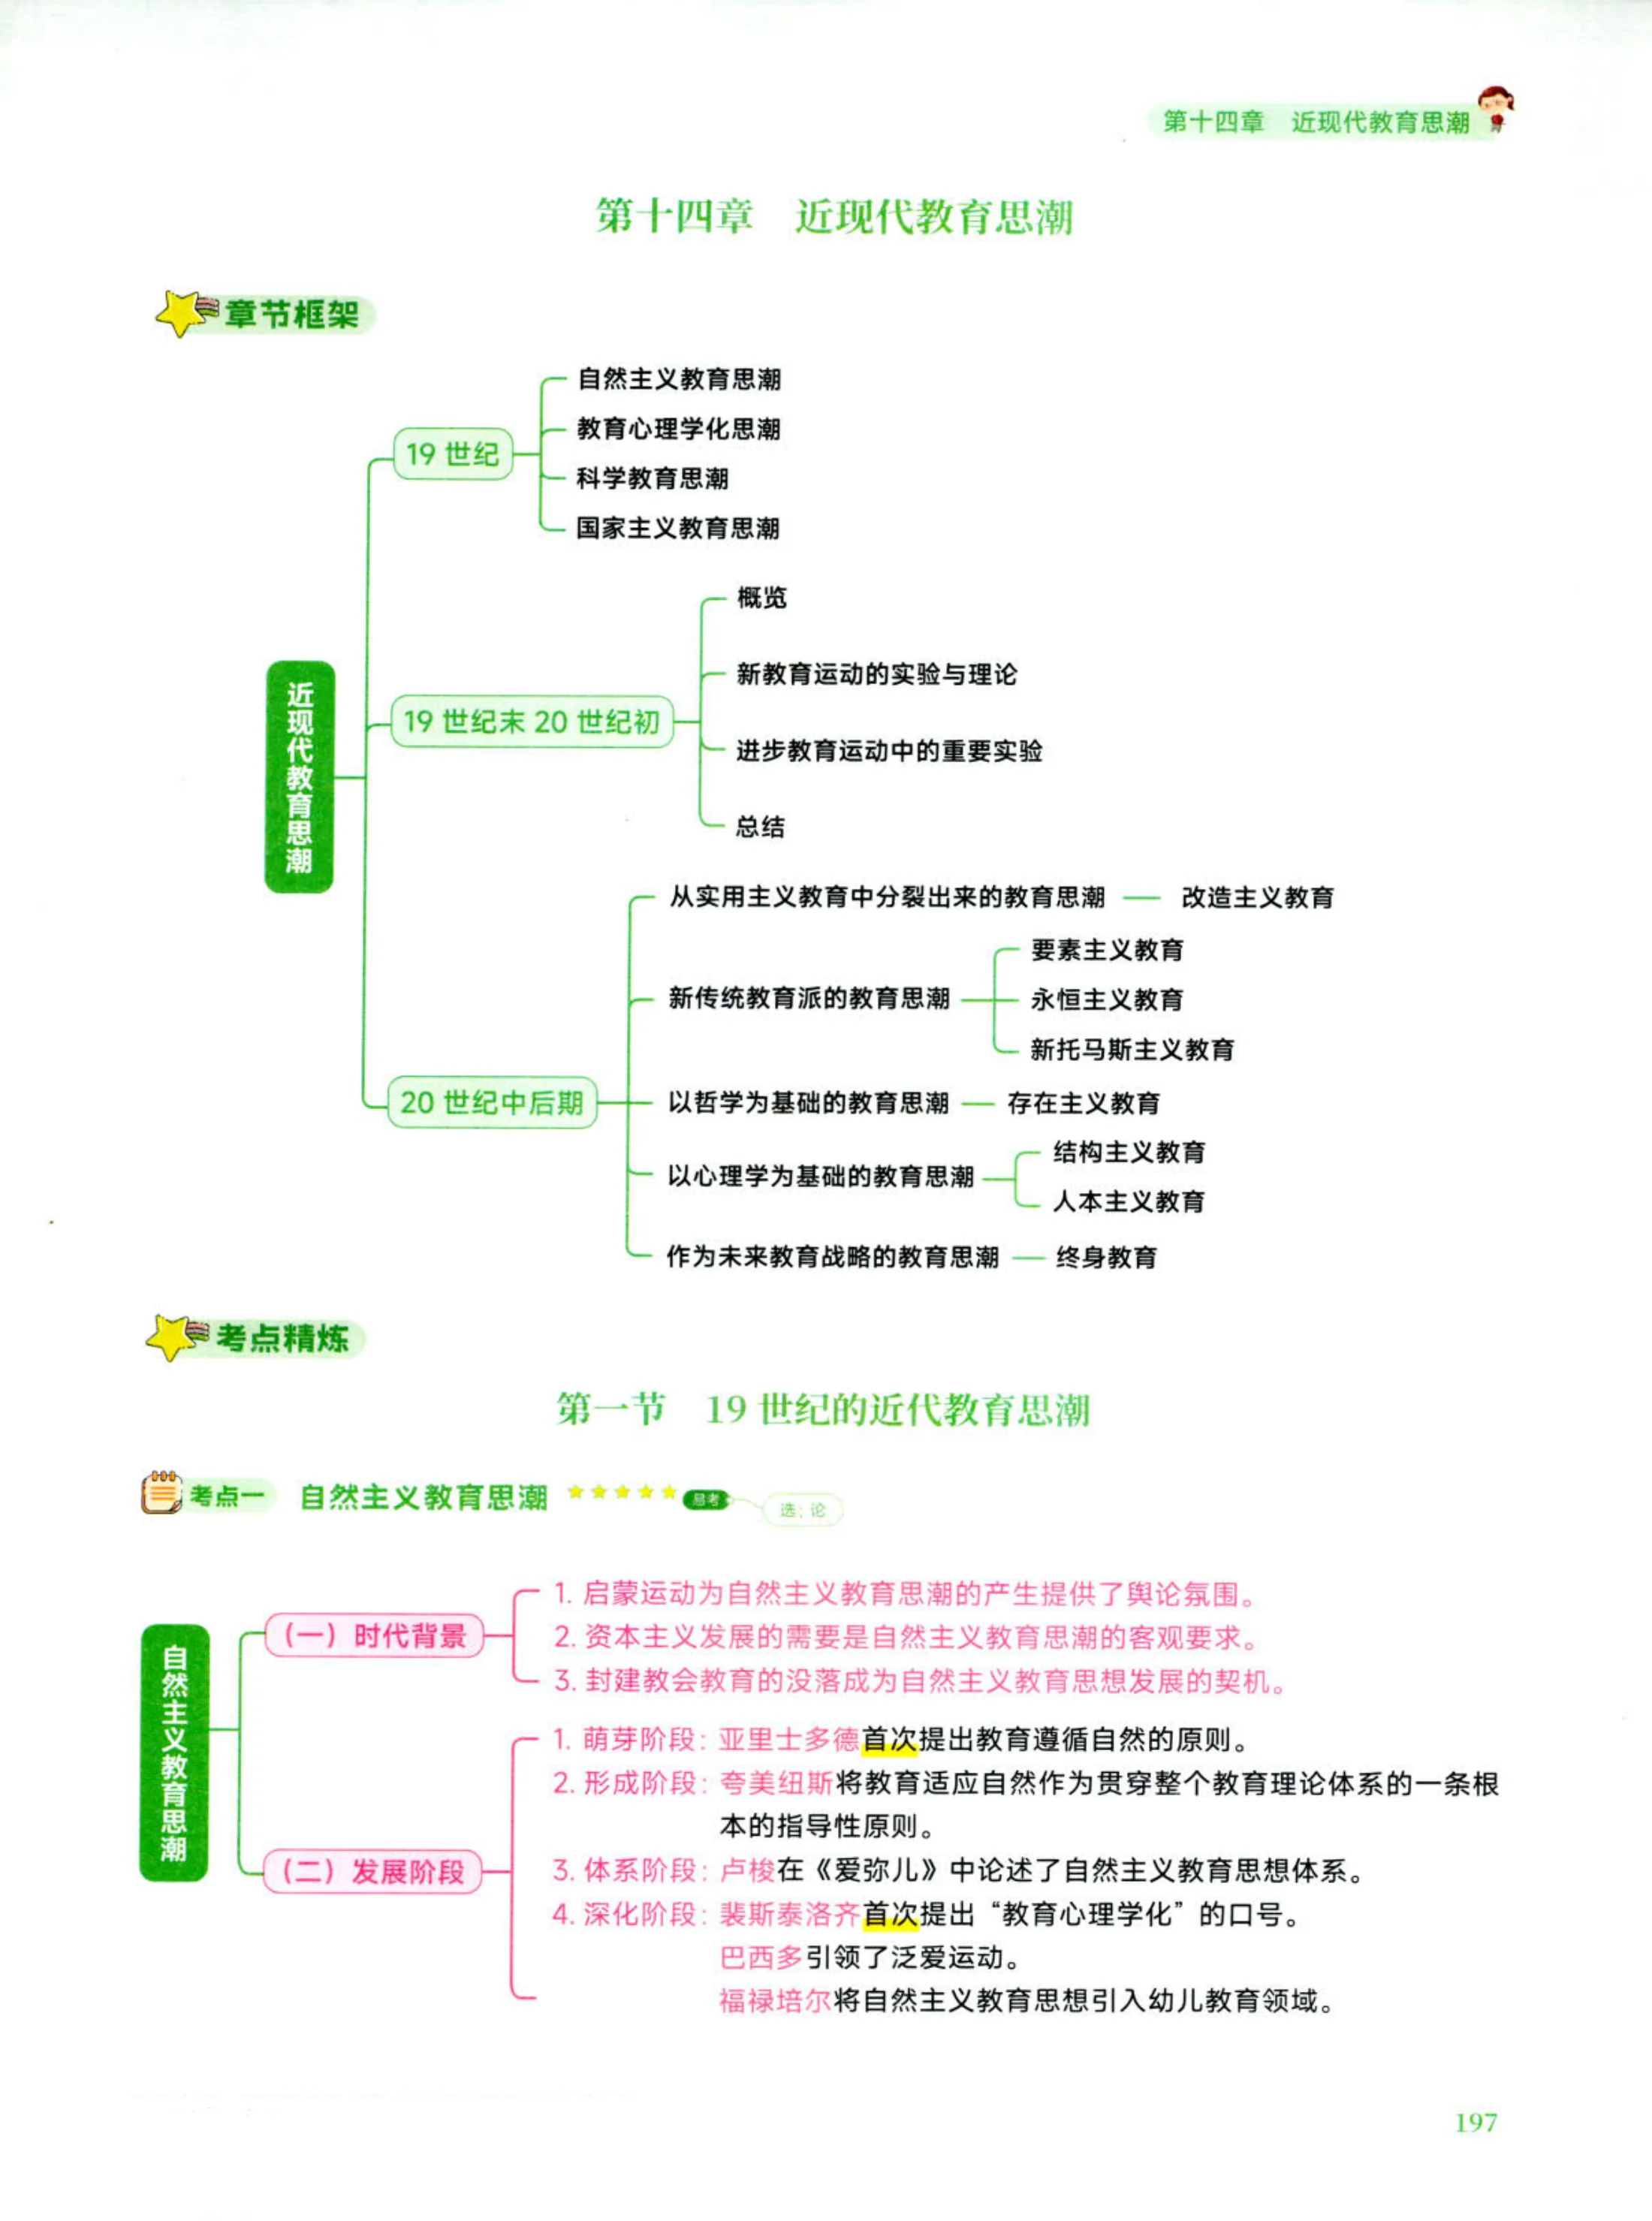 第十四章 近现代教育思潮
第十四章 近现代教育思潮
章节框架
近现代教育思潮
19 世纪
自然主义教育思潮
教育心理学化思潮
科学教育思潮
国家主义教育思潮
19 世纪末 20 世纪初
概览
新教育运动的实验与理论
进步教育运动中的重要实验
总结
20 世纪中后期
从实用主义教育中分裂出来的教育思潮 改造主义教育
新传统教育派的教育思潮
要素主义教育
永恒主义教育
新托马斯主义教育
以哲学为基础的教育思潮 存在主义教育
以心理学为基础的教育思潮
结构主义教育
人本主义教育
作为未来教育战略的教育思潮 终身教育
考点精炼
第一节 19 世纪的近代教育思潮
考点一 自然主义教育思潮 ★★★★★ 易考 选；论
自然主义教育思潮
（一）时代背景
1. 启蒙运动为自然主义教育思潮的产生提供了舆论氛围。
2. 资本主义发展的需要是自然主义教育思潮的客观要求。
3. 封建教会教育的没落成为自然主义教育思想发展的契机。
（二）发展阶段
1. 萌芽阶段：亚里士多德首次提出教育遵循自然的原则。
2. 形成阶段：夸美纽斯将教育适应自然作为贯穿整个教育理论体系的一条根
本的指导性原则。
3. 体系阶段：卢梭在《爱弥儿》中论述了自然主义教育思想体系。
4. 深化阶段：裴斯泰洛齐首次提出“教育心理学化”的口号。
巴西多引领了泛爱运动。
福禄培尔将自然主义教育思想引入幼儿教育领域。
197